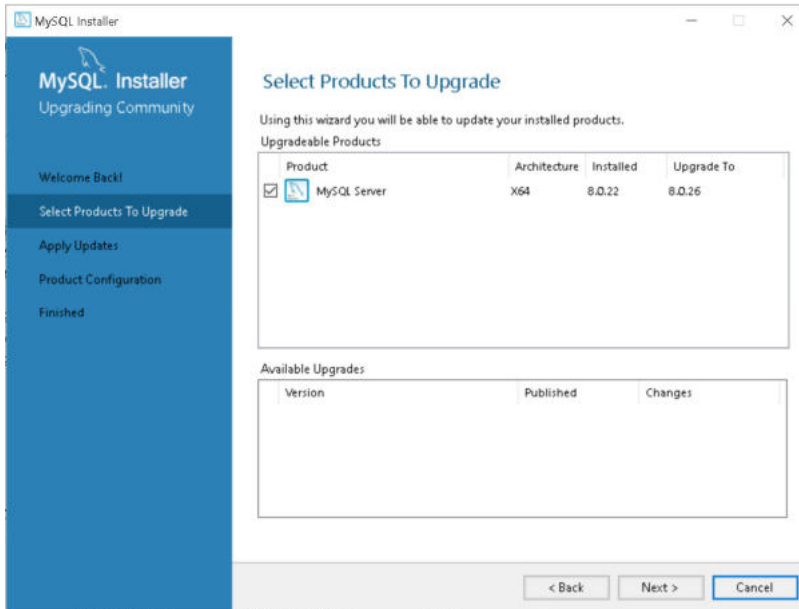 MySQL Installer
MySQL. Installer
Upgrading Community
Welcome Back!
Select Products To Upgrade
Apply Updates
Product Configuration
Finished
Select Products To Upgrade
Using this wizard you will be able to update your installed products.
Upgradeable Products
Product Architecture Installed Upgrade To
MySQL Server X64 8.0.22 8.0.26
Available Upgrades
Version Published Changes
< Back Next > Cancel